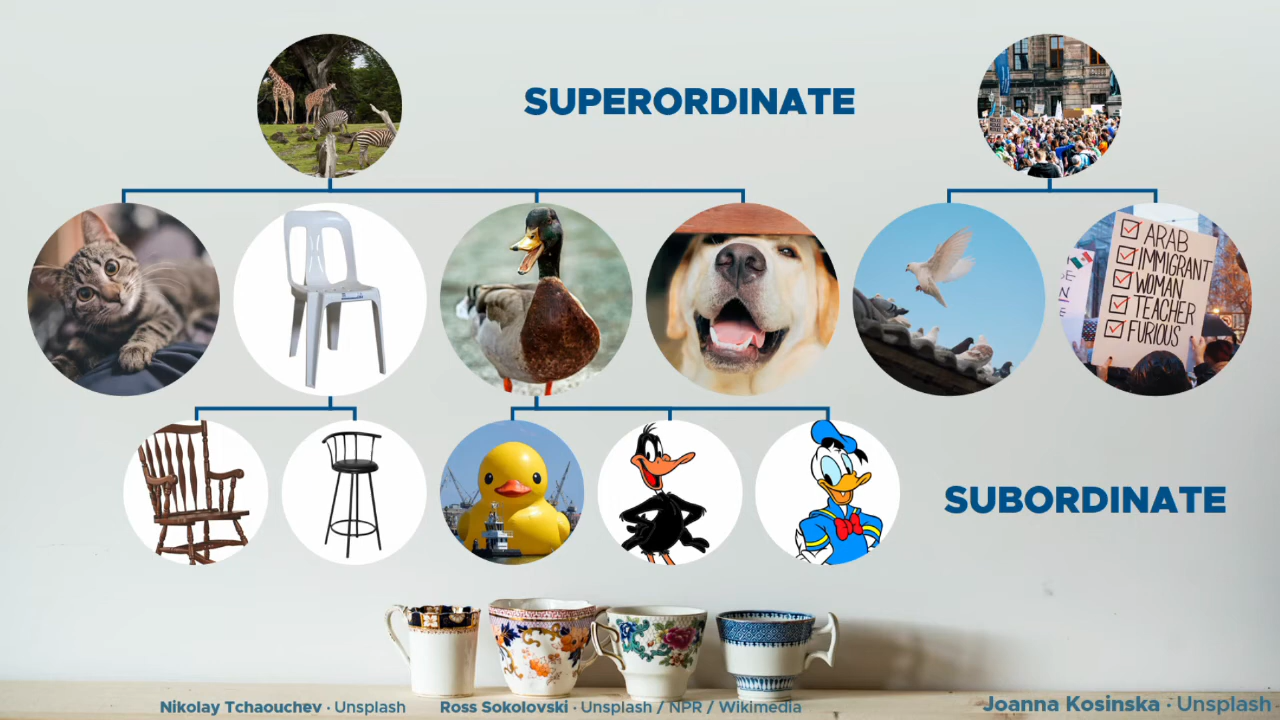 SUPERORDINATE
ARAB
IMMIGRANT
WOMAN
TEACHER
FURIOUS
SUBORDINATE
Nikolay Tchaouchev · Unsplash
Ross Sokolovski · Unsplash / NPR / Wikimedia
Joanna Kosinska · Unsplash